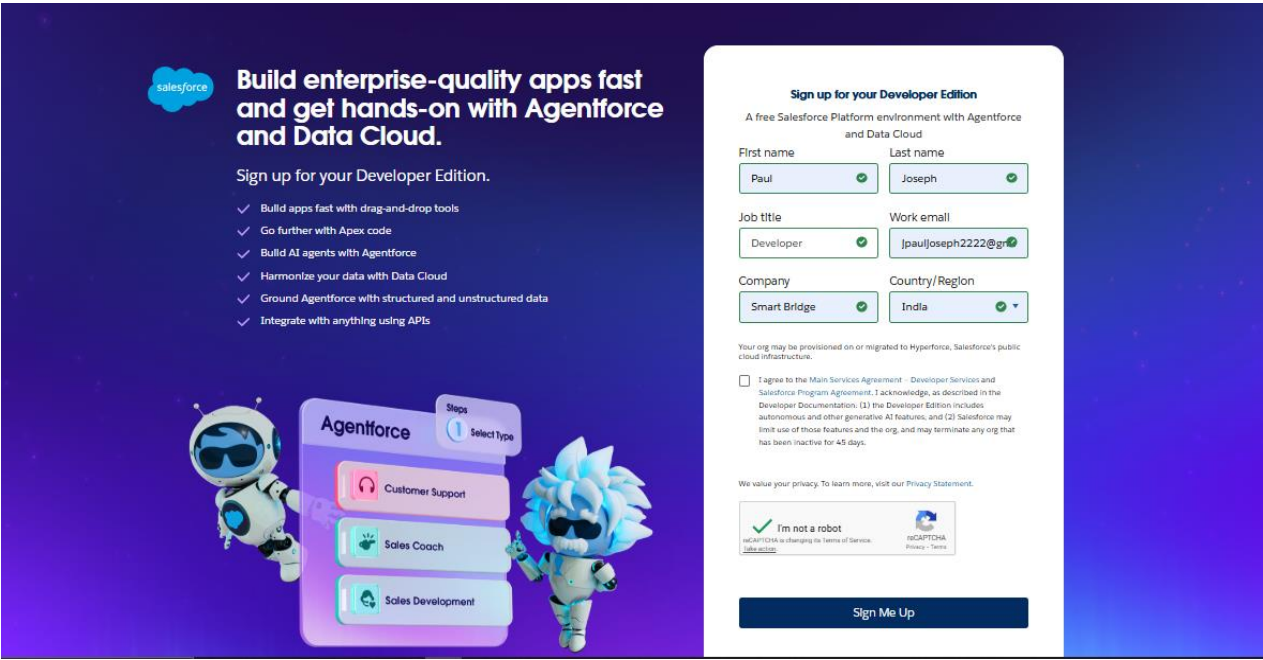 salesforce
Build enterprise-quality apps fast
and get hands-on with Agentforce
and Data Cloud.
Sign up for your Developer Edition.
Build apps fast with drag-and-drop tools
Go further with Apex code
Build AI agents with Agentforce
Harmonize your data with Data Cloud
Ground Agentforce with structured and unstructured data
Integrate with anything using APIs
Agentforce
Steps
1 Select Type
Customer Support
Sales Coach
Sales Development
Sign up for your Developer Edition
A free Salesforce Platform environment with Agentforce
and Data Cloud
First name Last name
Paul Joseph
Job title Work email
Developer jpauljoseph2222@gm
Company Country/Region
Smart Bridge India
Your org may be provisioned on or migrated to Hyperforce, Salesforce's public
cloud infrastructure.
I agree to the Main Services Agreement - Developer Services and
Salesforce Program Agreement. I acknowledge, as described in the
Developer Documentation: (1) the Developer Edition includes
autonomous and other generative AI features, and (2) Salesforce may
limit use of those features and the org, and may terminate any org that
has been inactive for 45 days.
We value your privacy. To learn more, visit our Privacy Statement.
I'm not a robot
reCAPTCHA is changing its Terms of Service.
Take action.
reCAPTCHA
Privacy - Terms
Sign Me Up